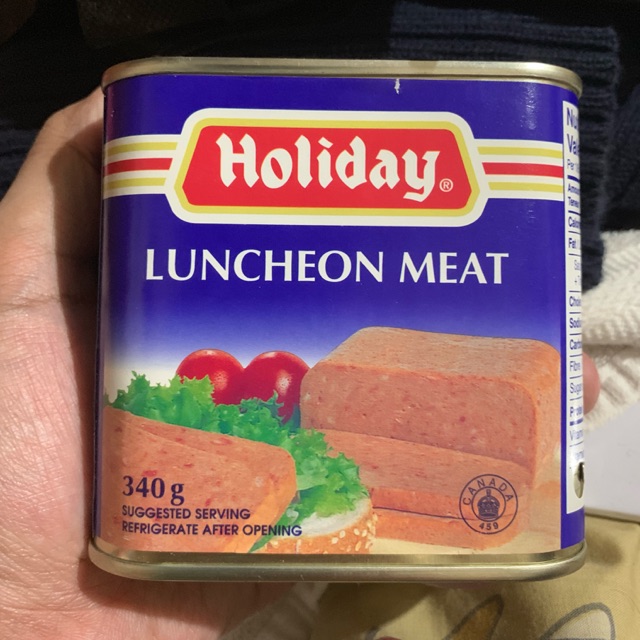 Holiday®
LUNCHEON MEAT
340 g
SUGGESTED SERVING
REFRIGERATE AFTER OPENING
CANADA
459